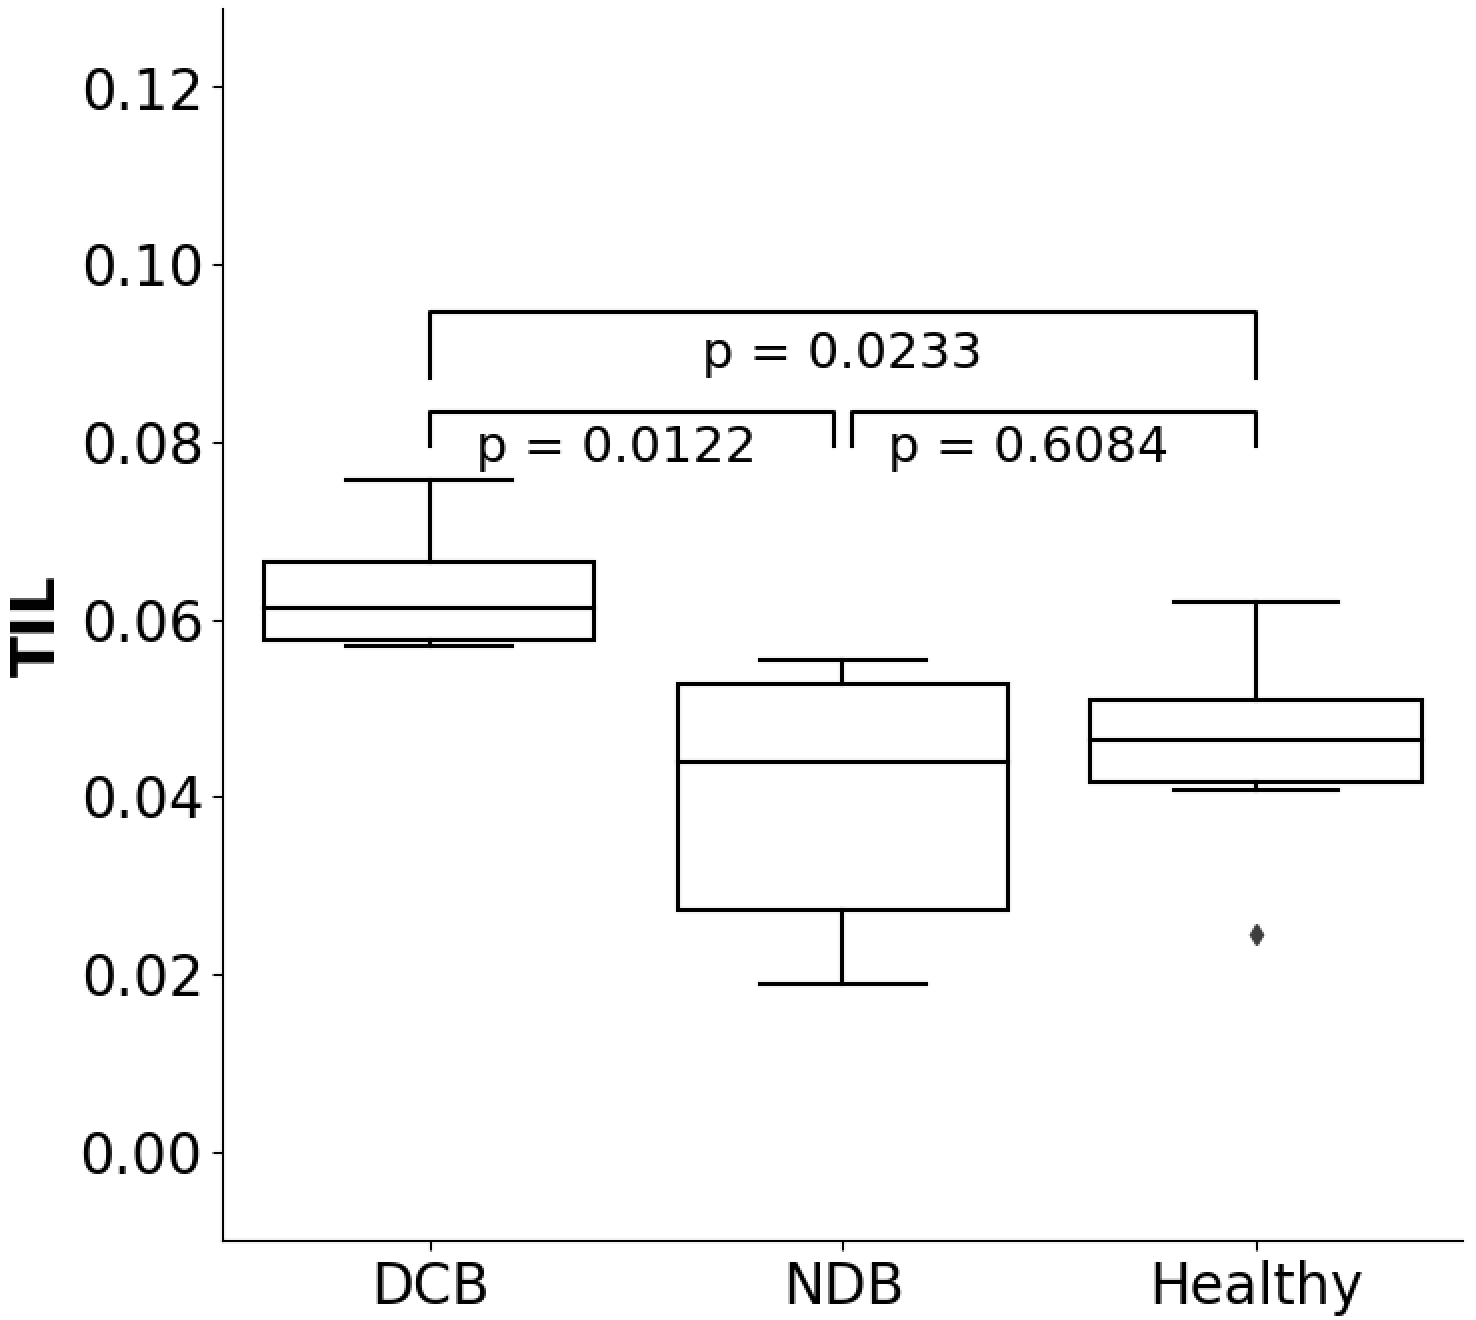 0.12
0.10
0.08
0.06
0.04
0.02
0.00
TIL
p = 0.0233
p = 0.0122
p = 0.6084
DCB
NDB
Healthy